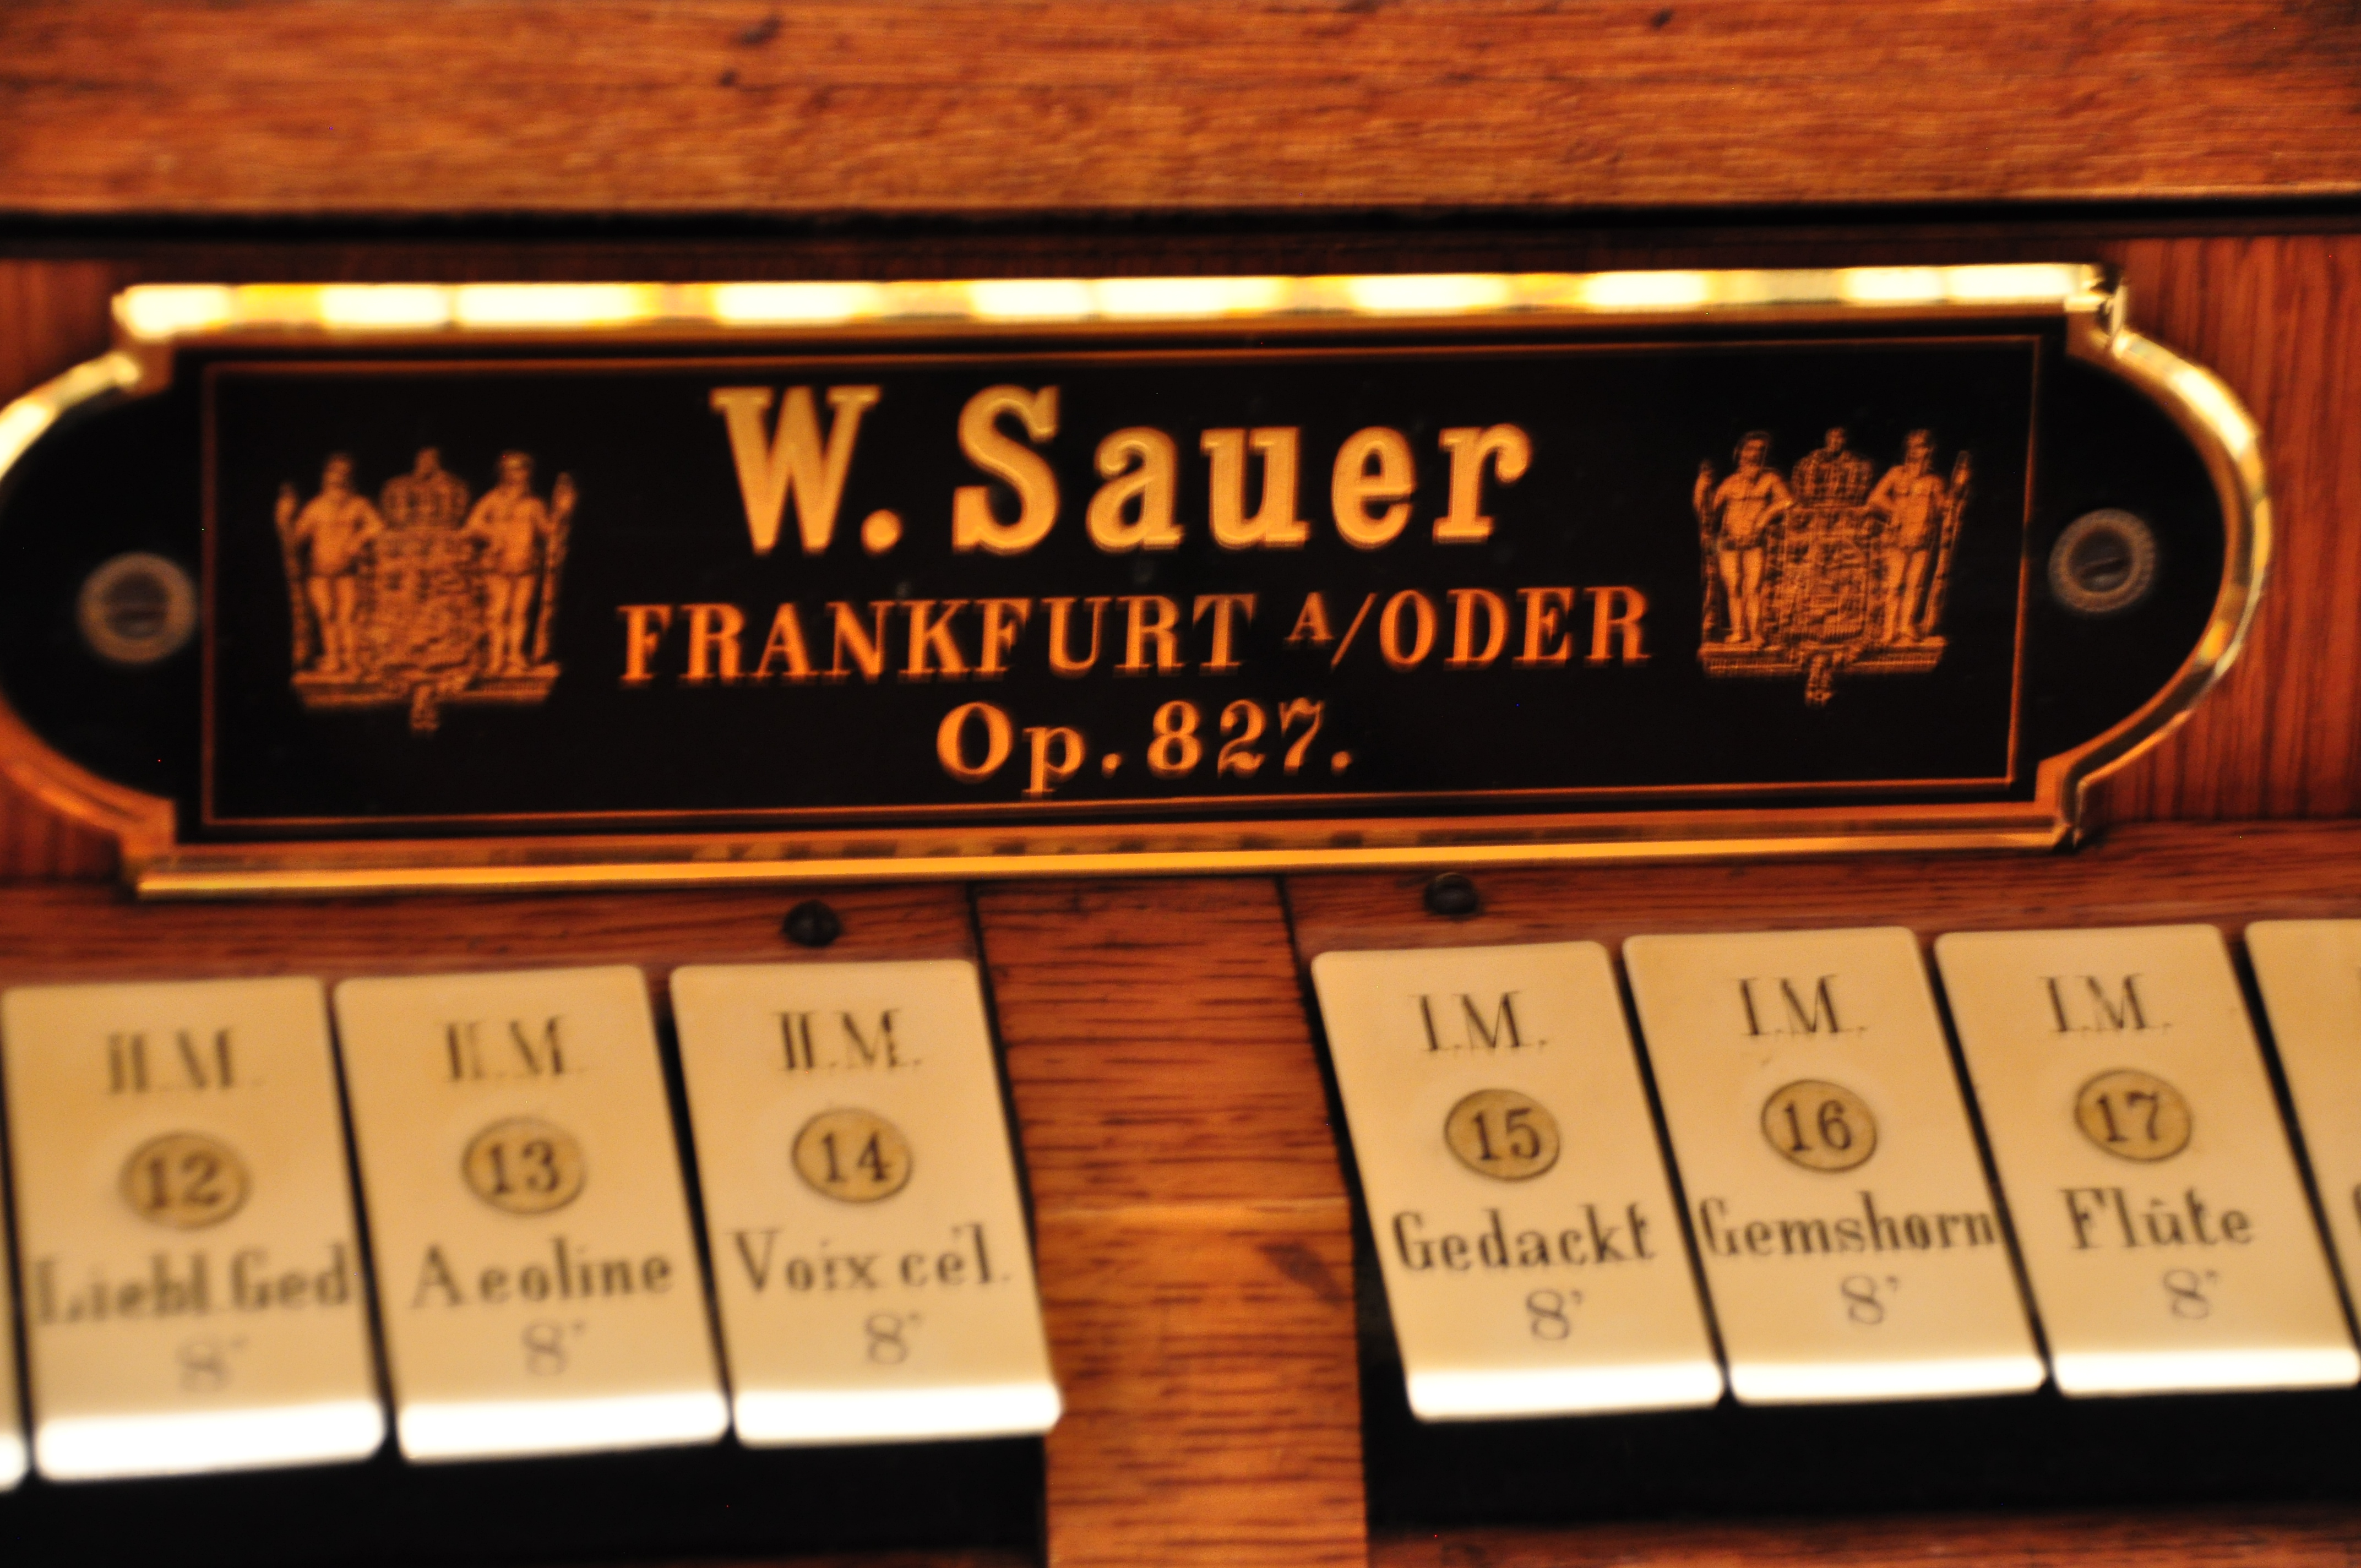 W. Sauer
FRANKFURT A/ODER
Op. 827.
II.M.
12
Liebl.Ged
8'
II.M.
13
Aeoline
8'
II.M.
14
Voix cél.
8'
I.M.
15
Gedackt
8'
I.M.
16
Gemshorn
8'
I.M.
17
Flûte
8'